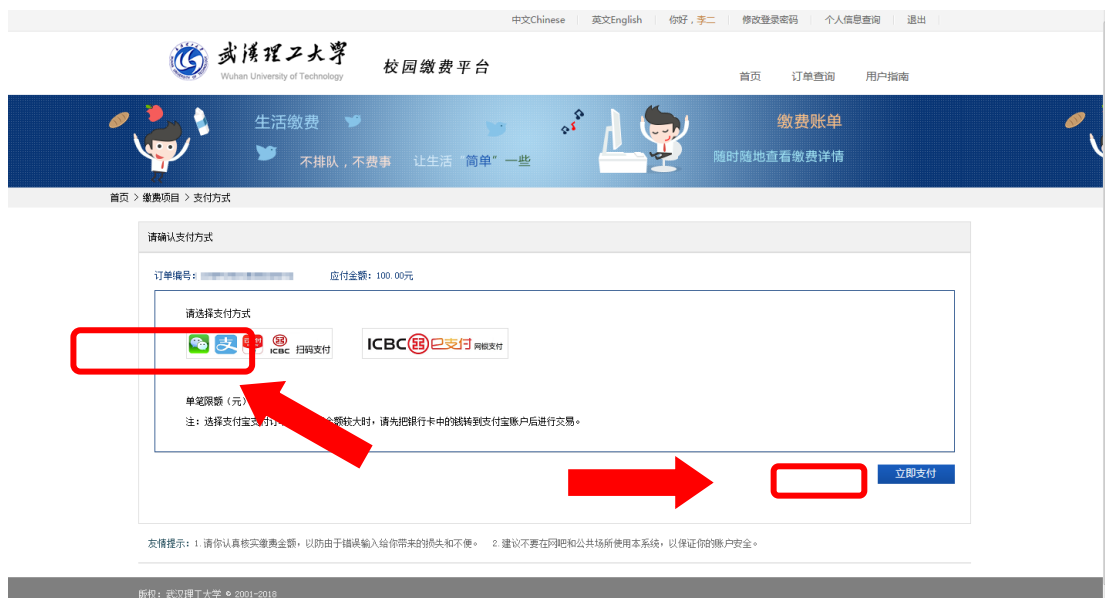 中文Chinese 英文English 你好,李二 修改登录密码 个人信息查询 退出
武汉理工大学
Wuhan University of Technology
校园缴费平台
首页 订单查询 用户指南
生活缴费
不排队,不费事 让生活“简单”一些
缴费账单
随时随地查看缴费详情
首页 > 缴费项目 > 支付方式
请确认支付方式
订单编号: 应付金额: 100.00元
请选择支付方式
支 ICBC 扫码支付 ICBC e支付 网银支付
单笔限额(元)
注: 选择支付宝支付 金额较大时,请先把银行卡中的钱转到支付宝账户后进行交易。
立即支付
友情提示: 1.请你认真核实缴费金额,以防由于错误输入给你带来的损失和不便。 2.建议不要在网吧和公共场所使用本系统,以保证你的账户安全。
版权: 武汉理工大学 © 2001-2018